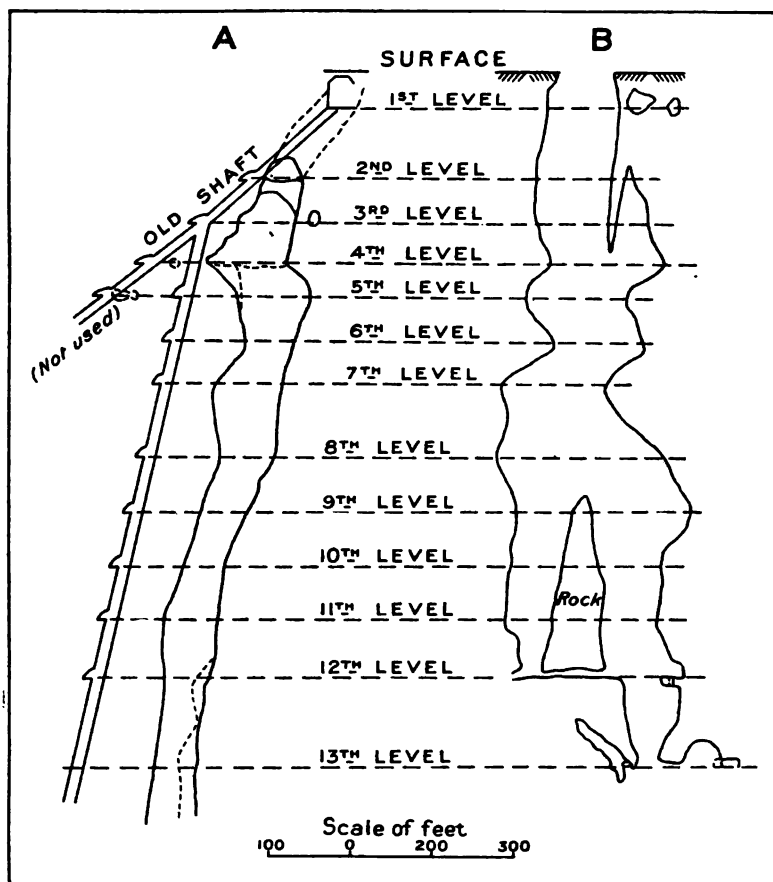 A
B
SURFACE
1ST LEVEL
2ND LEVEL
OLD SHAFT
3RD LEVEL
4TH LEVEL
5TH LEVEL
(Not used)
6TH LEVEL
7TH LEVEL
8TH LEVEL
9TH LEVEL
10TH LEVEL
11TH LEVEL
Rock
12TH LEVEL
13TH LEVEL
Scale of feet
100 0 200 300